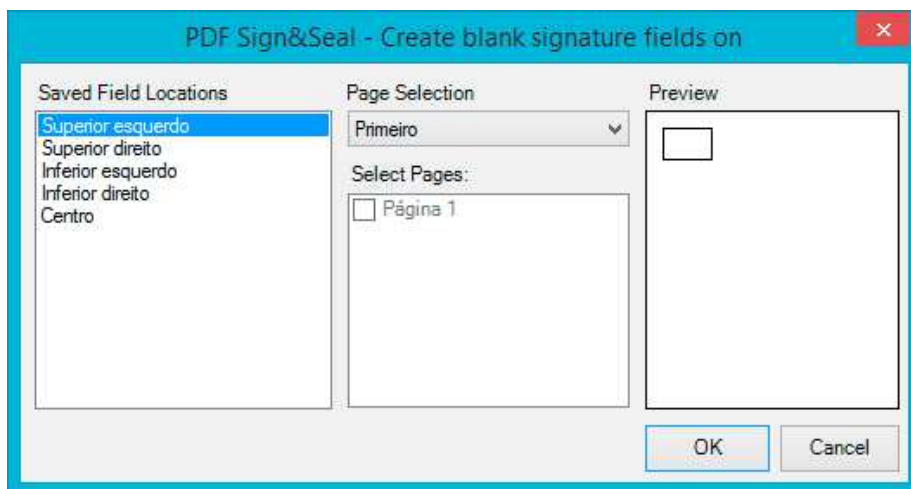 PDF Sign&Seal - Create blank signature fields on
Saved Field Locations
Superior esquerdo
Superior direito
Inferior esquerdo
Inferior direito
Centro
Page Selection
Primeiro
Select Pages:
Página 1
Preview
OK
Cancel